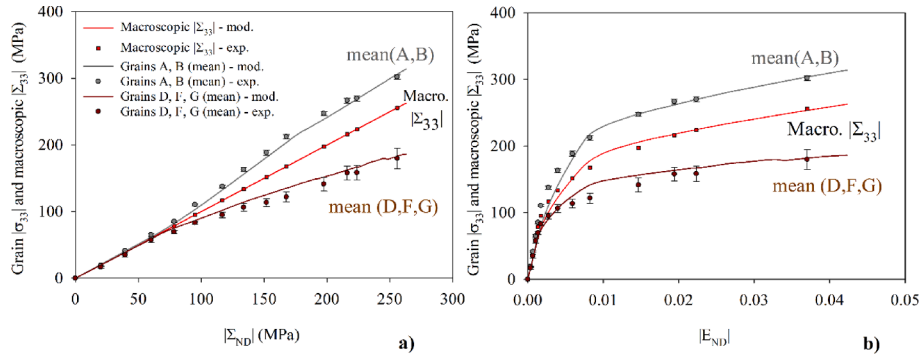 Grain |σ₃₃| and macroscopic |Σ₃₃| (MPa)
400
300
200
100
0
Macroscopic |Σ₃₃| - mod.
Macroscopic |Σ₃₃| - exp.
Grains A, B (mean) - mod.
Grains A, B (mean) - exp.
Grains D, F, G (mean) - mod.
Grains D, F, G (mean) - exp.
mean(A,B)
Macro.
|Σ₃₃|
mean (D,F,G)
0 50 100 150 200 250 300
|Σ_ND| (MPa)
a)
Grain |σ₃₃| and macroscopic |Σ₃₃| (MPa)
400
300
200
100
0
mean(A,B)
Macro. |Σ₃₃|
mean (D,F,G)
0.00 0.01 0.02 0.03 0.04 0.05
|E_ND|
b)